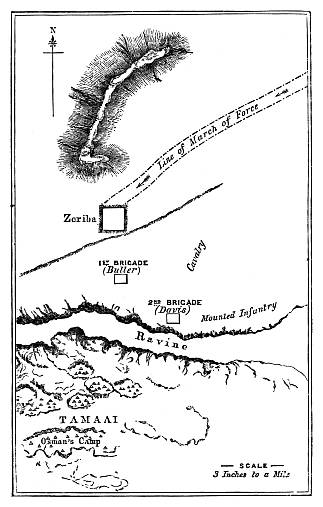 N
Line of March of Force
Zeriba
1ST BRIGADE
(Buller)
Cavalry
2ND BRIGADE
(Davis)
Mounted Infantry
Ravine
TAMAAI
Osman's Camp
SCALE
3 Inches to a Mile